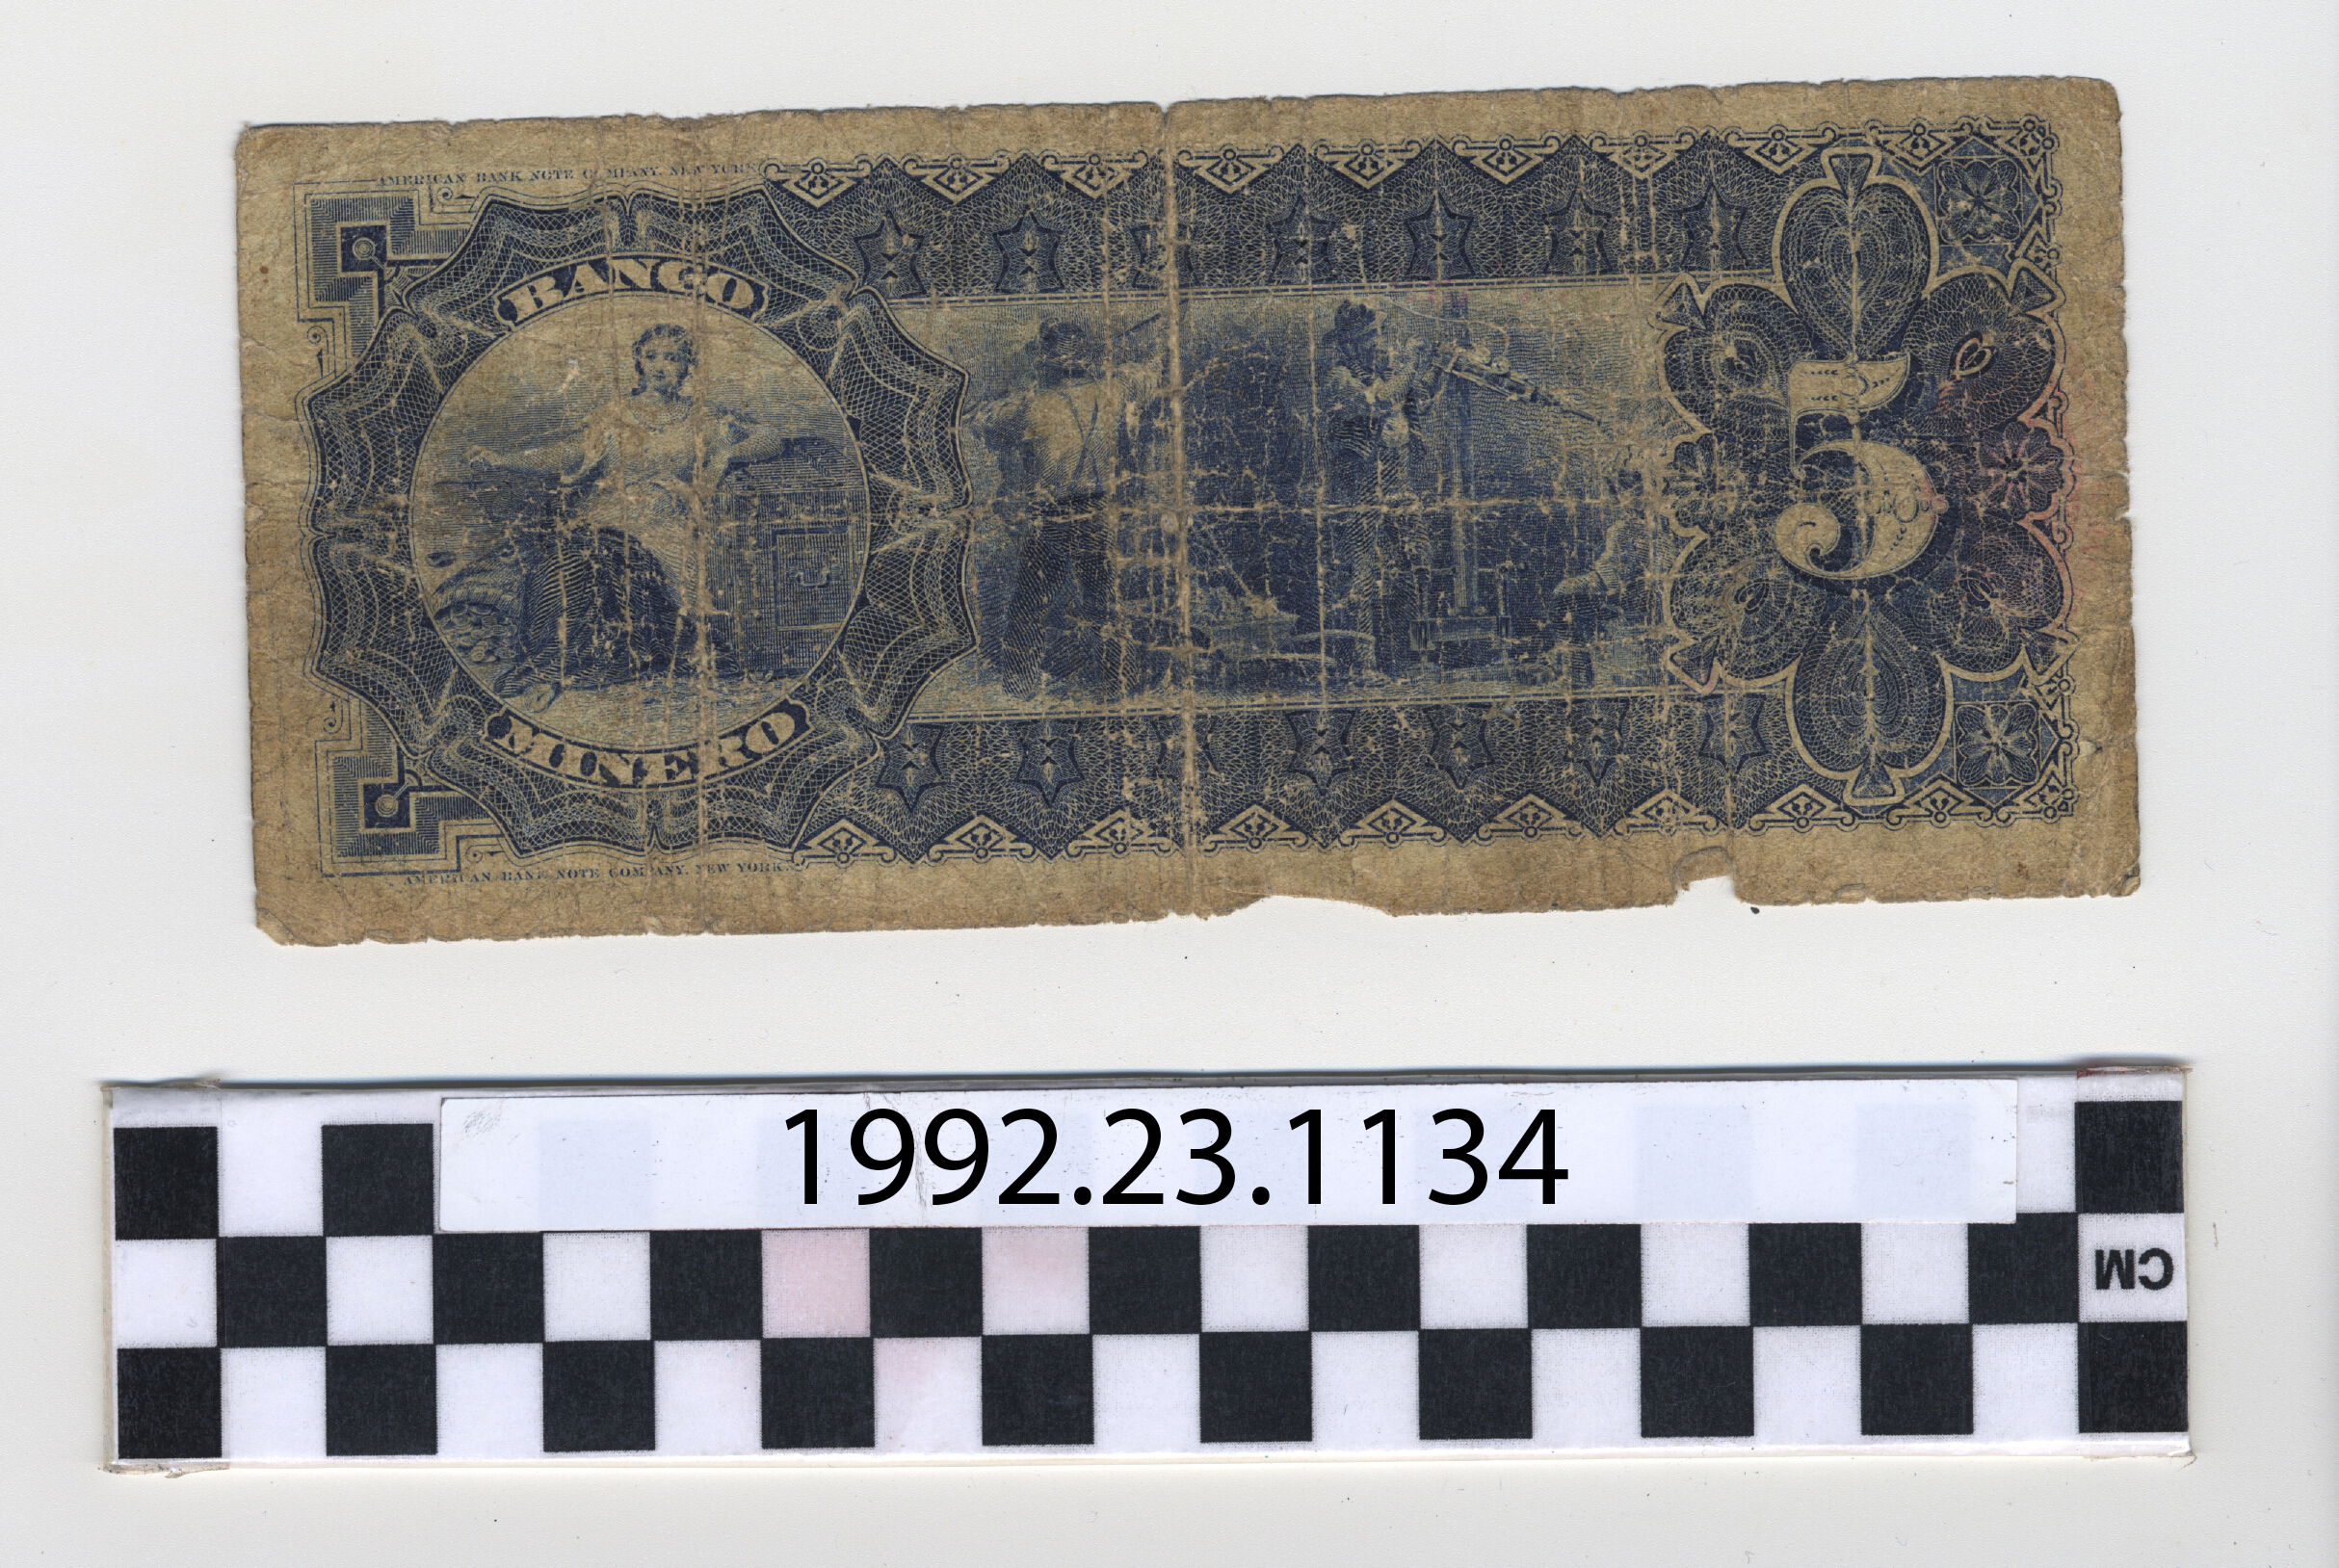 AMERICAN BANK NOTE COMPANY, NEW YORK.
BANCO
5
MINERO
AMERICAN BANK NOTE COMPANY, NEW YORK.
1992.23.1134
CM